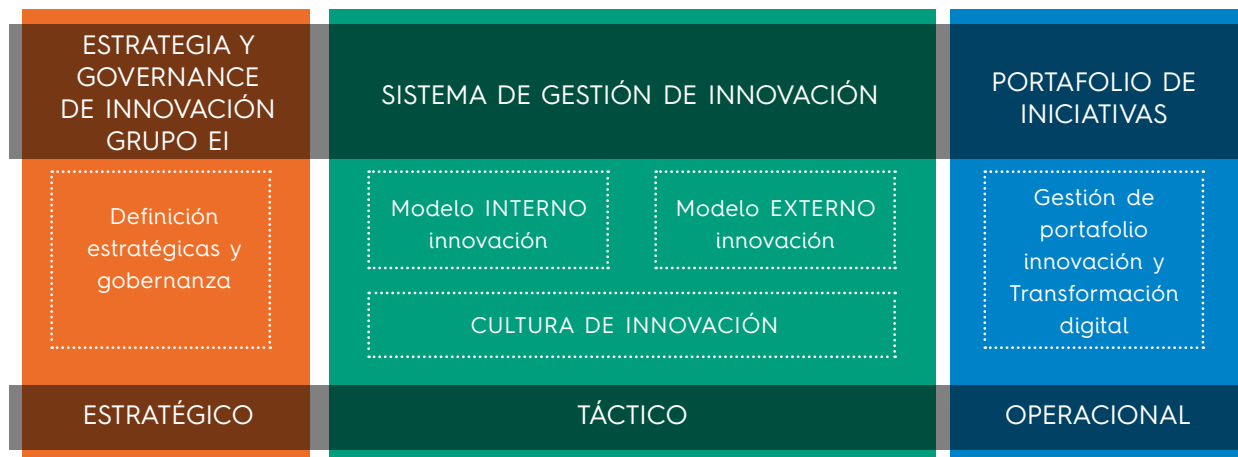 ESTRATEGIA Y
GOVERNANCE
DE INNOVACIÓN
GRUPO EI
Definición
estratégicas y
gobernanza
ESTRATÉGICO
SISTEMA DE GESTIÓN DE INNOVACIÓN
Modelo INTERNO
innovación
Modelo EXTERNO
innovación
CULTURA DE INNOVACIÓN
TÁCTICO
PORTAFOLIO DE
INICIATIVAS
Gestión de
portafolio
innovación y
Transformación
digital
OPERACIONAL